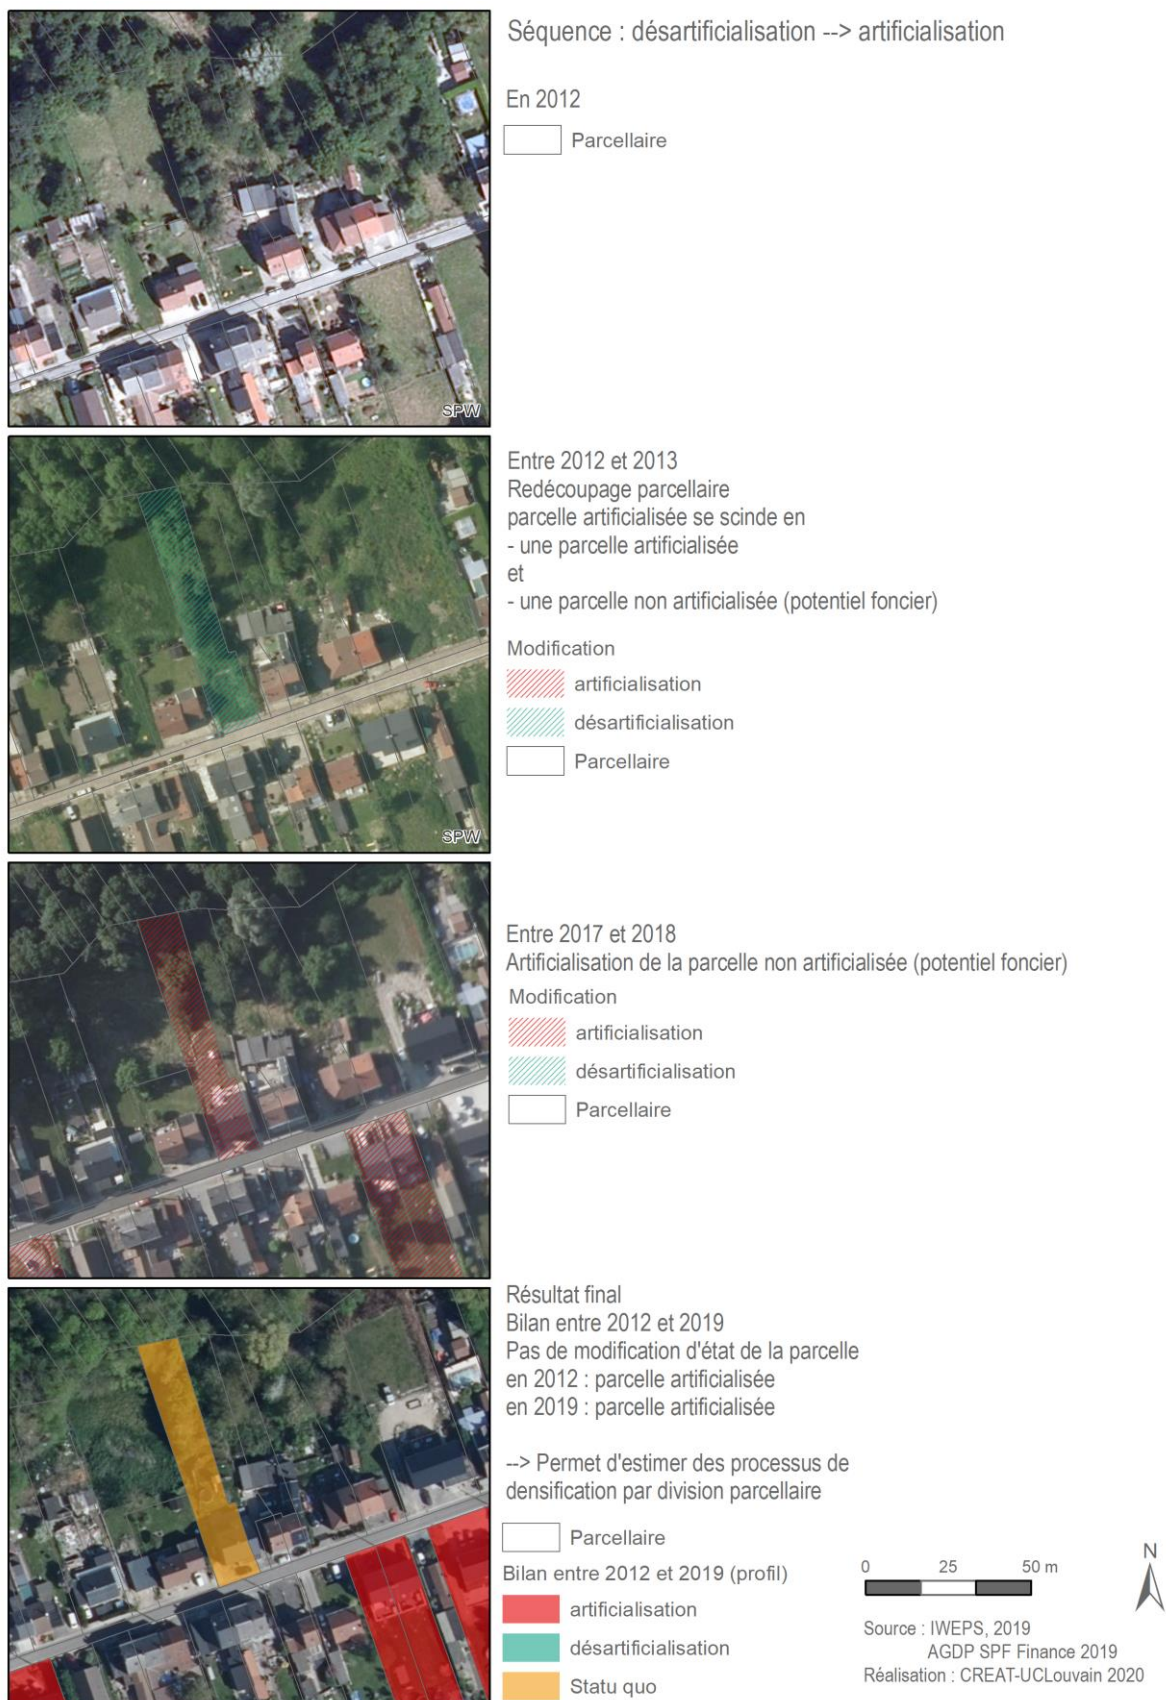 Séquence : désartificialisation --> artificialisation
En 2012
Parcellaire
SPW
Entre 2012 et 2013
Redécoupage parcellaire
parcelle artificialisée se scinde en
- une parcelle artificialisée
et
- une parcelle non artificialisée (potentiel foncier)
Modification
artificialisation
désartificialisation
Parcellaire
SPW
Entre 2017 et 2018
Artificialisation de la parcelle non artificialisée (potentiel foncier)
Modification
artificialisation
désartificialisation
Parcellaire
Résultat final
Bilan entre 2012 et 2019
Pas de modification d'état de la parcelle
en 2012 : parcelle artificialisée
en 2019 : parcelle artificialisée
--> Permet d'estimer des processus de
densification par division parcellaire
Parcellaire
Bilan entre 2012 et 2019 (profil)
artificialisation
désartificialisation
Statu quo
0 25 50 m
N
Source : IWEPS, 2019
AGDP SPF Finance 2019
Réalisation : CREAT-UCLouvain 2020